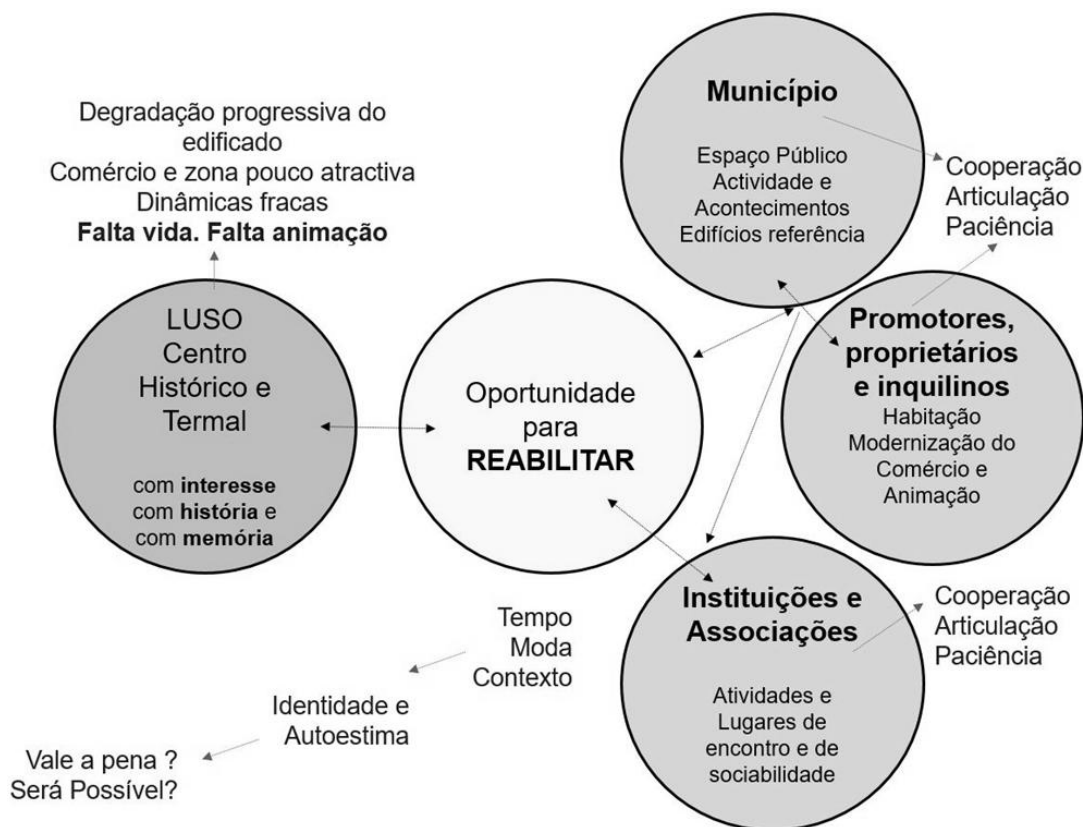 Degradação progressiva do
edificado
Comércio e zona pouco atractiva
Dinâmicas fracas
Falta vida. Falta animação
LUSO
Centro
Histórico e
Termal
com interesse
com história e
com memória
Oportunidade
para
REABILITAR
Município
Espaço Público
Actividade e
Acontecimentos
Edifícios referência
Cooperação
Articulação
Paciência
Promotores,
proprietários
e inquilinos
Habitação
Modernização do
Comércio e
Animação
Instituições e
Associações
Atividades e
Lugares de
encontro e de
sociabilidade
Cooperação
Articulação
Paciência
Tempo
Moda
Contexto
Identidade e
Autoestima
Vale a pena ?
Será Possível?